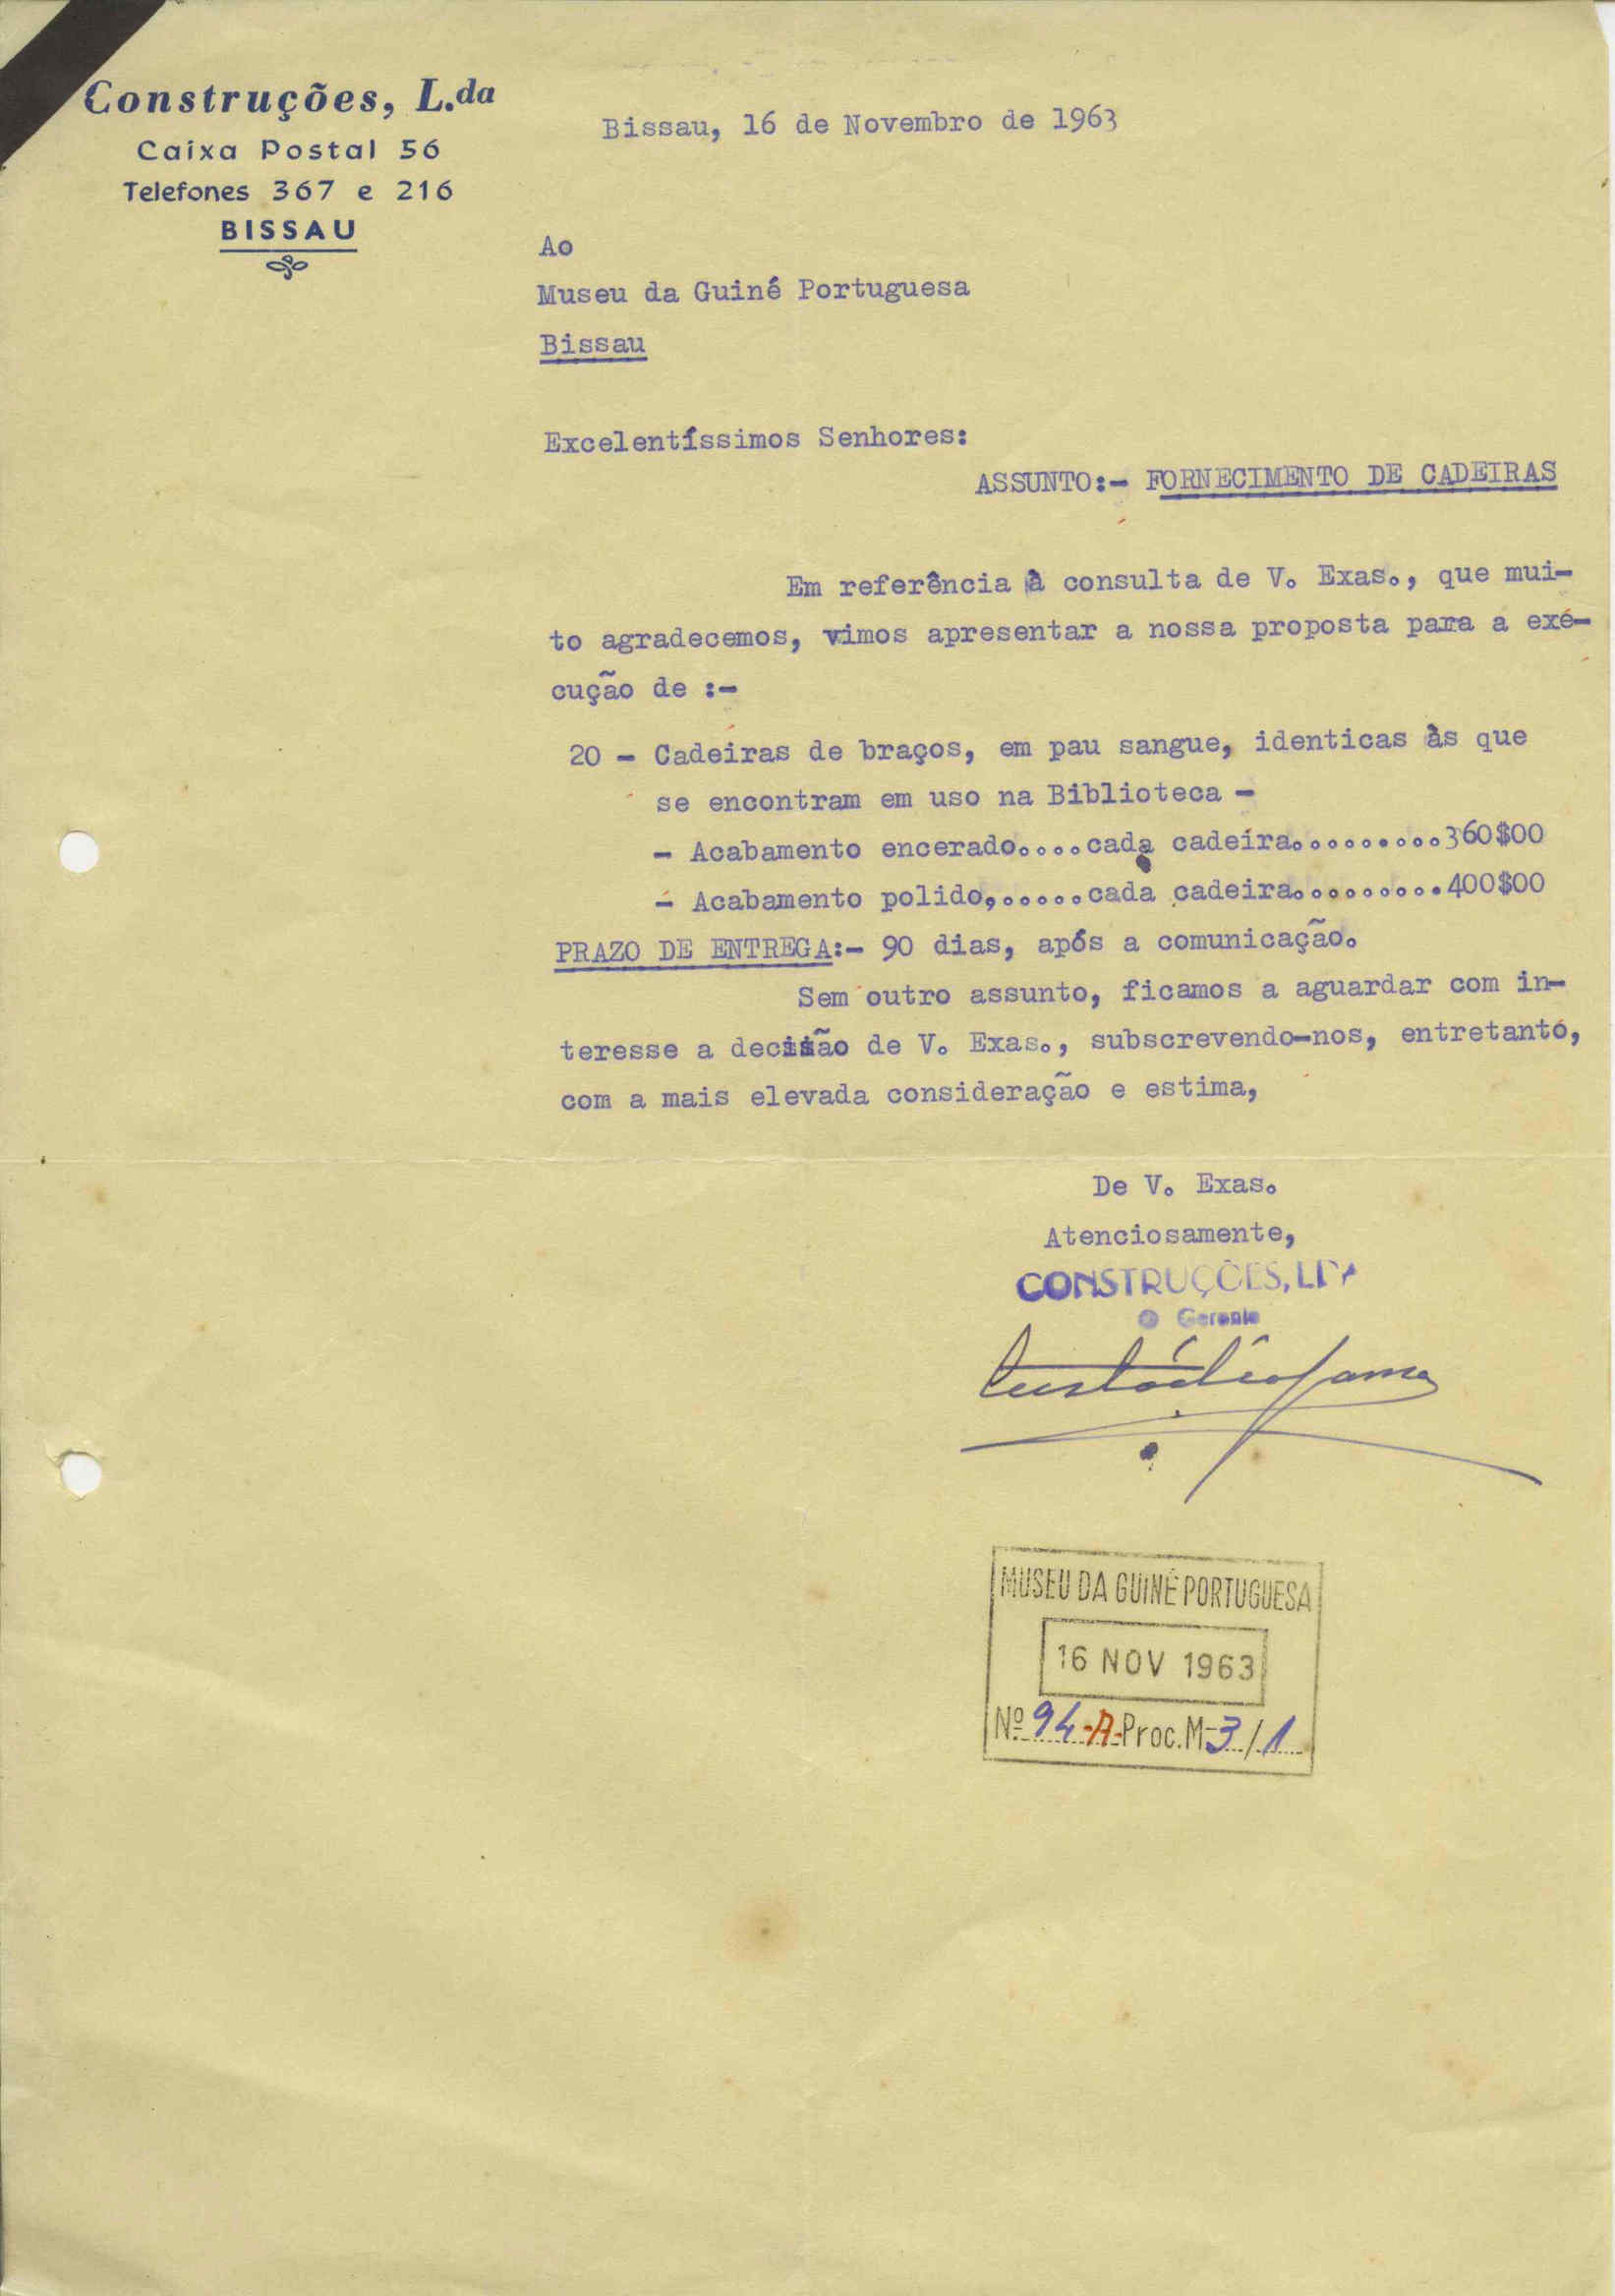 Construções, L.da
Caixa Postal 56
Telefones 367 e 216
BISSAU
Bissau, 16 de Novembro de 1963
Ao
Museu da Guiné Portuguesa
Bissau
Excelentíssimos Senhores:
ASSUNTO:- FORNECIMENTO DE CADEIRAS
Em referência à consulta de V. Exas., que mui-
to agradecemos, vimos apresentar a nossa proposta para a exe-
cução de :-
20 - Cadeiras de braços, em pau sangue, identicas às que
se encontram em uso na Biblioteca -
- Acabamento encerado....cada cadeira.........360$00
- Acabamento polido,.....cada cadeira.........400$00
PRAZO DE ENTREGA:- 90 dias, após a comunicação.
Sem outro assunto, ficamos a aguardar com in-
teresse a decisão de V. Exas., subscrevendo-nos, entretanto,
com a mais elevada consideração e estima,
De V. Exas.
Atenciosamente,
CONSTRUÇÕES, LDA
O Gerente
MUSEU DA GUINÉ PORTUGUESA
16 NOV 1963
Nº 94-A-Proc.M-3/1